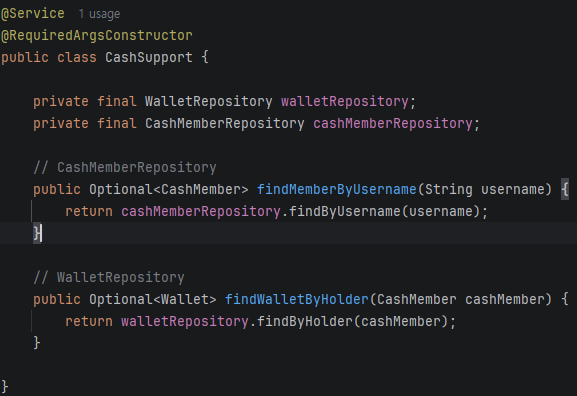 @Service 1 usage
@RequiredArgsConstructor
public class CashSupport {
private final WalletRepository walletRepository;
private final CashMemberRepository cashMemberRepository;
// CashMemberRepository
public Optional<CashMember> findMemberByUsername(String username) {
return cashMemberRepository.findByUsername(username);
}
// WalletRepository
public Optional<Wallet> findWalletByHolder(CashMember cashMember) {
return walletRepository.findByHolder(cashMember);
}
}